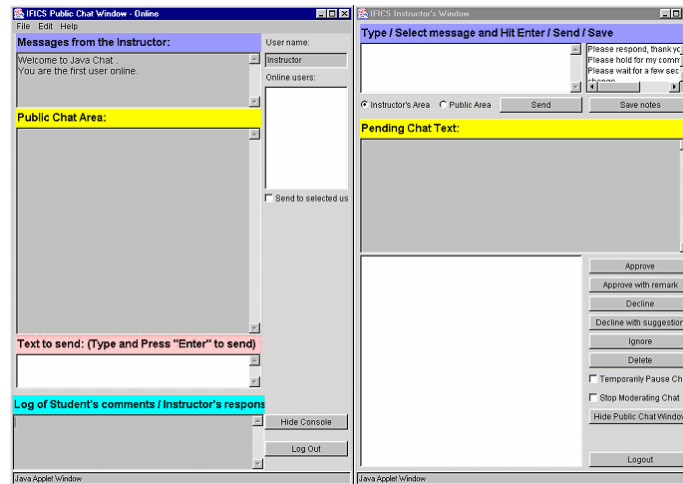 IFICS Public Chat Window - Online
File Edit Help
Messages from the Instructor:
Welcome to Java Chat .
You are the first user online.
User name:
Instructor
Online users:
Public Chat Area:
Send to selected us
Text to send: (Type and Press "Enter" to send)
Log of Student's comments / Instructor's respons
Hide Console
Log Out
Java Applet Window
IFICS Instructor's Window
Type / Select message and Hit Enter / Send / Save
Please respond, thank yo
Please hold for my comm
Please wait for a few sec
change
Instructor's Area Public Area Send Save notes
Pending Chat Text:
Approve
Approve with remark
Decline
Decline with suggestion
Ignore
Delete
Temporarily Pause Ch
Stop Moderating Chat
Hide Public Chat Window
Logout
Java Applet Window